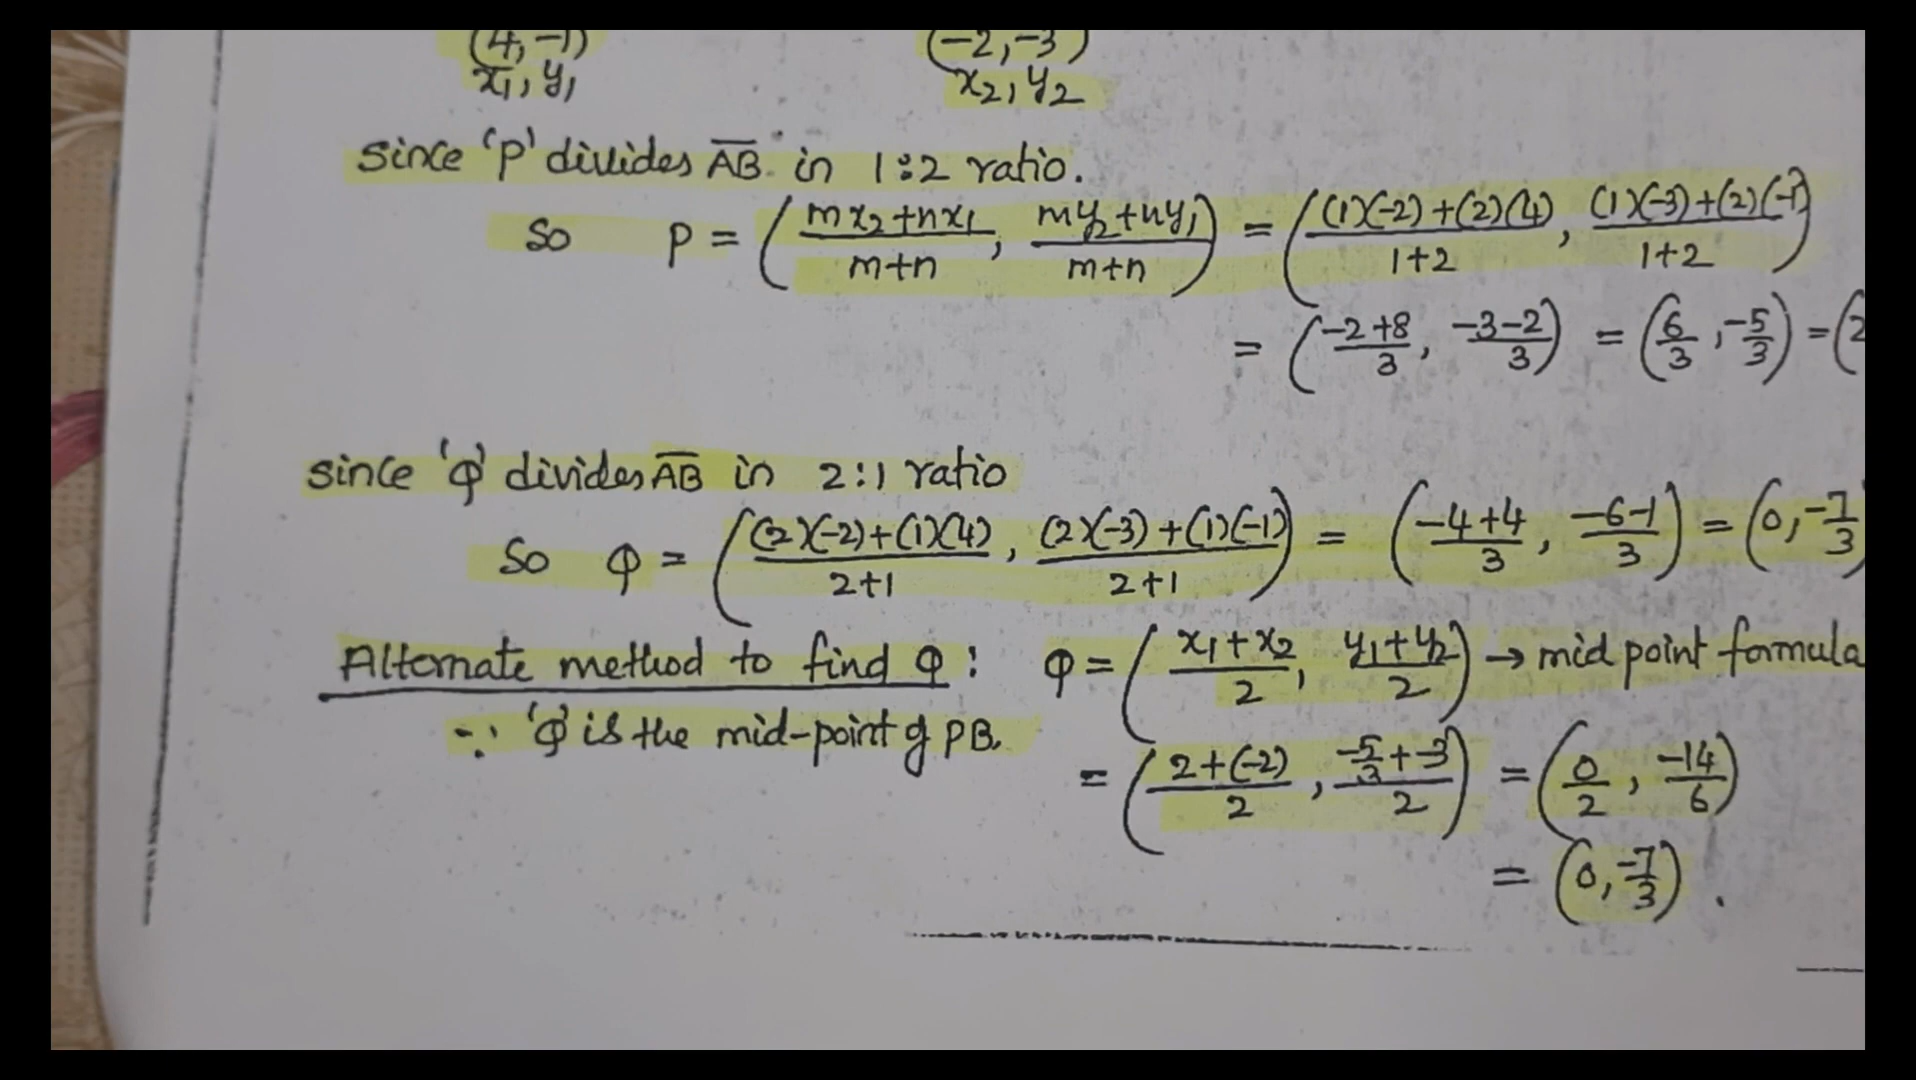 (4, -1) (-2, -3)
x₁, y₁ x₂, y₂
Since 'P' divides A̅B̅ in 1:2 ratio.
So P = ( (mx₂+nx₁)/(m+n), (my₂+ny₁)/(m+n) ) = ( ((1)(-2)+(2)(4))/(1+2), ((1)(-3)+(2)(-1))/(1+2) )
= ( (-2+8)/3, (-3-2)/3 ) = ( 6/3, -5/3 ) = (2
Since 'Q' divides A̅B̅ in 2:1 ratio
So Q = ( ((2)(-2)+(1)(4))/(2+1), ((2)(-3)+(1)(-1))/(2+1) ) = ( (-4+4)/3, (-6-1)/3 ) = (0, -7/3)
Alternate method to find Q: Q = ( (x₁+x₂)/2, (y₁+y₂)/2 ) → mid point formula
∵ 'Q' is the mid-point of PB.
= ( (2+(-2))/2, (-5/3+-3)/2 ) = ( 0/2, -14/6 )
= (0, -7/3).